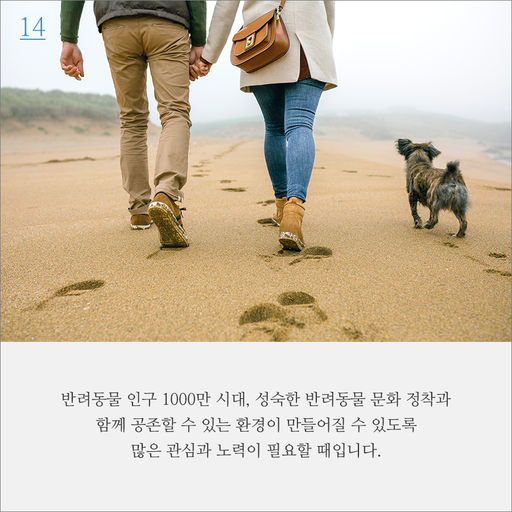 14
반려동물 인구 1000만 시대, 성숙한 반려동물 문화 정착과
함께 공존할 수 있는 환경이 만들어질 수 있도록
많은 관심과 노력이 필요할 때입니다.